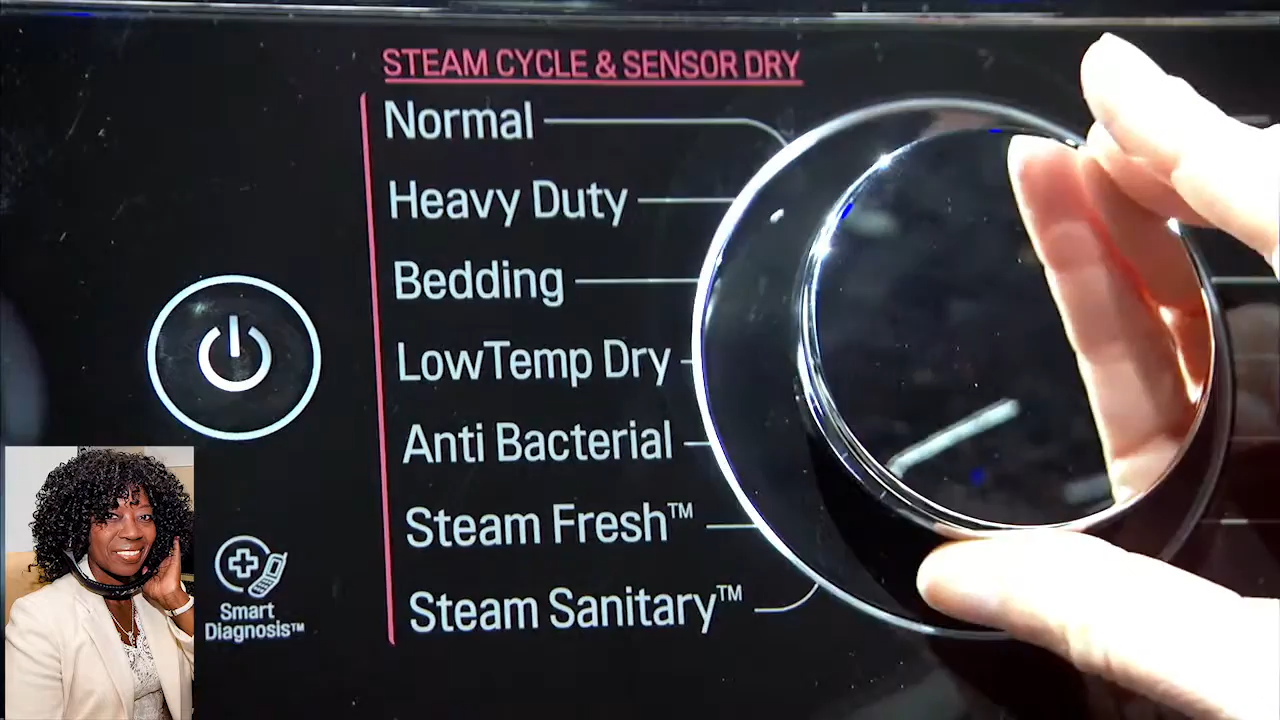 STEAM CYCLE & SENSOR DRY
Normal
Heavy Duty
Bedding
LowTemp Dry
Anti Bacterial
Steam Fresh™
Steam Sanitary™
Smart
Diagnosis™